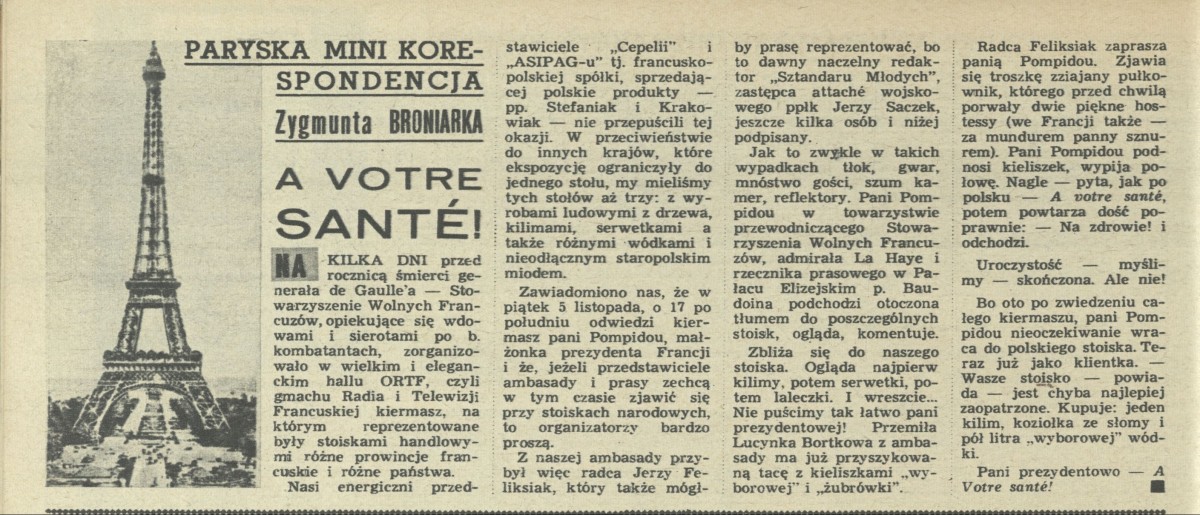 PARYSKA MINI KORE-
SPONDENCJA
Zygmunta BRONIARKA
A VOTRE
SANTÉ!
NA KILKA DNI przed
rocznicą śmierci ge-
nerała de Gaulle'a — Sto-
warzyszenie Wolnych Fran-
cuzów, opiekujące się wdo-
wami i sierotami po b.
kombatantach, zorganizo-
wało w wielkim i elegan-
ckim hallu ORTF, czyli
gmachu Radia i Telewizji
Francuskiej kiermasz, na
którym reprezentowane
były stoiskami handlowy-
mi różne prowincje fran-
cuskie i różne państwa.
Nasi energiczni przed-
stawiciele „Cepelii" i
„ASIPAG-u" tj. francusko-
polskiej spółki, sprzedają-
cej polskie produkty —
pp. Stefaniak i Krako-
wiak — nie przepuścili tej
okazji. W przeciwieństwie
do innych krajów, które
ekspozycję ograniczyły do
jednego stołu, my mieliśmy
tych stołów aż trzy: z wy-
robami ludowymi z drzewa,
kilimami, serwetkami a
także różnymi wódkami i
nieodłącznym staropolskim
miodem.
Zawiadomiono nas, że w
piątek 5 listopada, o 17 po
południu odwiedzi kier-
masz pani Pompidou, mał-
żonka prezydenta Francji
i że, jeżeli przedstawiciele
ambasady i prasy zechcą
w tym czasie zjawić się
przy stoiskach narodowych,
to organizatorzy bardzo
proszą.
Z naszej ambasady przy-
był więc radca Jerzy Fe-
liksiak, który także mógł-
by prasę reprezentować, bo
to dawny naczelny redak-
tor „Sztandaru Młodych",
zastępca attaché wojsko-
wego ppłk Jerzy Saczek,
jeszcze kilka osób i niżej
podpisany.
Jak to zwykle w takich
wypadkach tłok, gwar,
mnóstwo gości, szum ka-
mer, reflektory. Pani Pom-
pidou w towarzystwie
przewodniczącego Stowa-
rzyszenia Wolnych Francu-
zów, admirała La Haye i
rzecznika prasowego w Pa-
łacu Elizejskim p. Bau-
doina podchodzi otoczona
tłumem do poszczególnych
stoisk, ogląda, komentuje.
Zbliża się do naszego
stoiska. Ogląda najpierw
kilimy, potem serwetki, po-
tem laleczki. I wreszcie...
Nie puścimy tak łatwo pani
prezydentowej! Przemiła
Lucynka Bortkowa z amba-
sady ma już przyszykowa-
ną tacę z kieliszkami „wy-
borowej" i „żubrówki".
Radca Feliksiak zaprasza
panią Pompidou. Zjawia
się troszkę zziajany pułko-
wnik, którego przed chwilą
porwały dwie piękne hos-
tessy (we Francji także —
za mundurem panny sznu-
rem). Pani Pompidou pod-
nosi kieliszek, wypija po-
łowę. Nagle — pyta, jak po
polsku — A votre santé,
potem powtarza dość po-
prawnie: — Na zdrowie! i
odchodzi.
Uroczystość — myśli-
my — skończona. Ale nie!
Bo oto po zwiedzeniu ca-
łego kiermaszu, pani Pom-
pidou nieoczekiwanie wra-
ca do polskiego stoiska. Te-
raz już jako klientka. —
Wasze stoisko — powia-
da — jest chyba najlepiej
zaopatrzone. Kupuje: jeden
kilim, koziołka ze słomy i
pół litra „wyborowej" wód-
ki.
Pani prezydentowo — A
Votre santé!